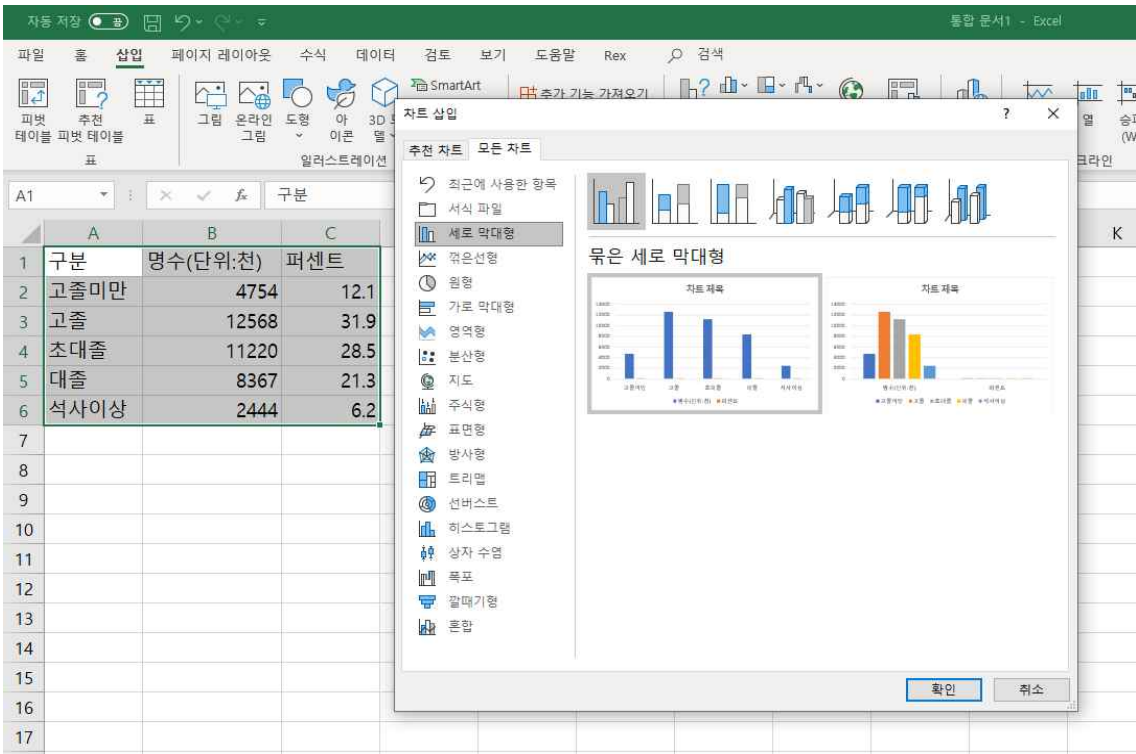 자동 저장 끔
통합 문서1 - Excel
파일 홈 삽입 페이지 레이아웃 수식 데이터 검토 보기 도움말 Rex 검색
피벗 테이블
추천 피벗 테이블
표
그림
온라인 그림
도형
아이콘
3D
SmartArt
추가 기능 가져오기
열
표
일러스트레이션
A1
fx
구분
A B C K
1 구분 명수(단위:천) 퍼센트
2 고졸미만 4754 12.1
3 고졸 12568 31.9
4 초대졸 11220 28.5
5 대졸 8367 21.3
6 석사이상 2444 6.2
7
8
9
10
11
12
13
14
15
16
17
차트 삽입 ?
추천 차트 모든 차트
최근에 사용한 항목
서식 파일
세로 막대형
꺾은선형
원형
가로 막대형
영역형
분산형
지도
주식형
표면형
방사형
트리맵
선버스트
히스토그램
상자 수염
폭포
깔때기형
혼합
묶은 세로 막대형
차트 제목
차트 제목
확인 취소